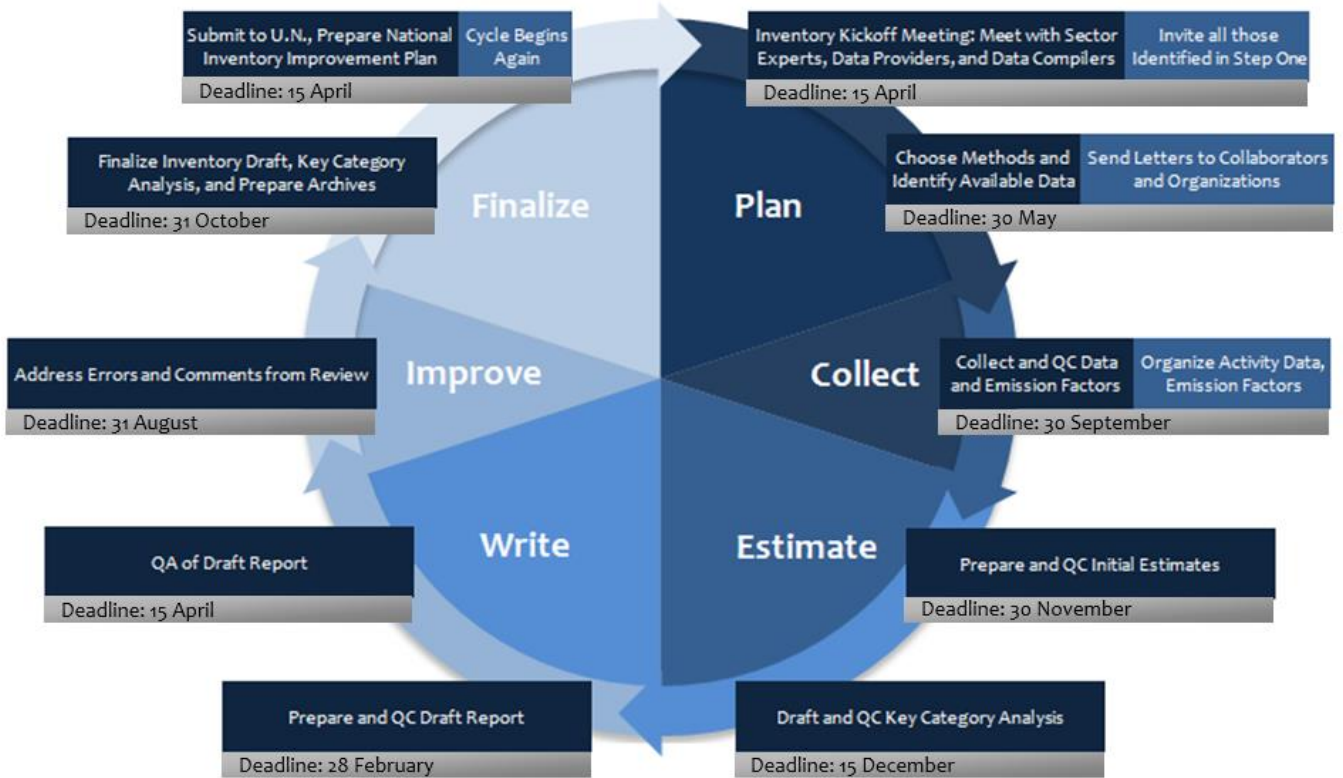 Submit to U.N., Prepare National
Inventory Improvement Plan
Cycle Begins
Again
Deadline: 15 April
Inventory Kickoff Meeting: Meet with Sector
Experts, Data Providers, and Data Compilers
Invite all those
Identified in Step One
Deadline: 15 April
Finalize Inventory Draft, Key Category
Analysis, and Prepare Archives
Deadline: 31 October
Finalize
Plan
Choose Methods and
Identify Available Data
Send Letters to Collaborators
and Organizations
Deadline: 30 May
Address Errors and Comments from Review
Deadline: 31 August
Improve
Collect
Collect and QC Data
and Emission Factors
Organize Activity Data,
Emission Factors
Deadline: 30 September
QA of Draft Report
Deadline: 15 April
Write
Estimate
Prepare and QC Initial Estimates
Deadline: 30 November
Prepare and QC Draft Report
Deadline: 28 February
Draft and QC Key Category Analysis
Deadline: 15 December